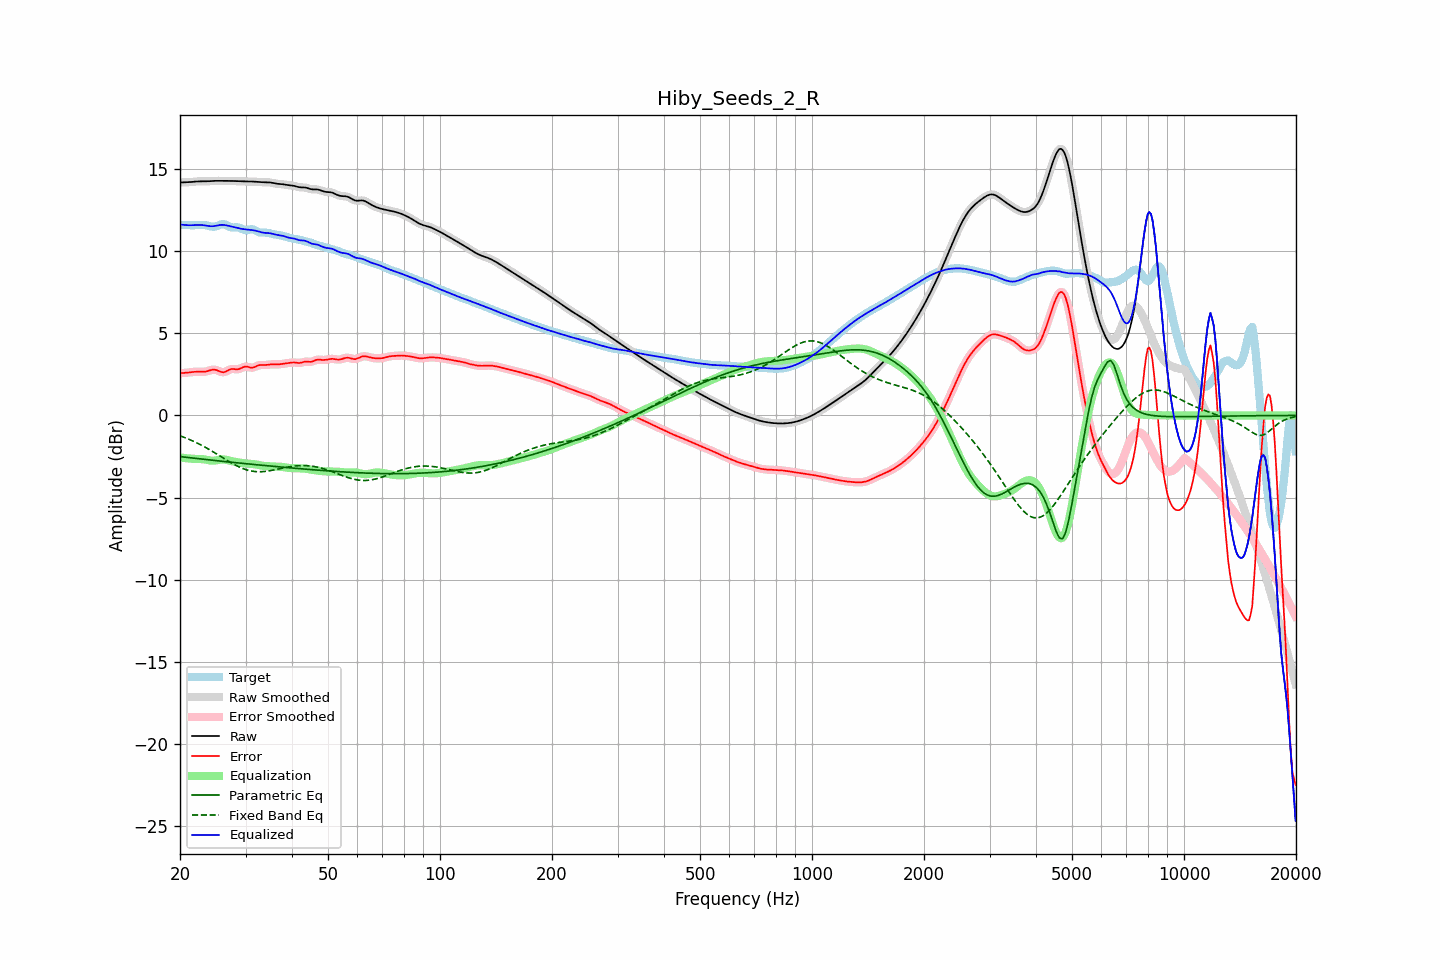 Hiby_Seeds_2_R
Amplitude (dBr)
15
10
5
0
−5
−10
−15
−20
−25
Target
Raw Smoothed
Error Smoothed
Raw
Error
Equalization
Parametric Eq
Fixed Band Eq
Equalized
20 50 100 200 500 1000 2000 5000 10000 20000
Frequency (Hz)